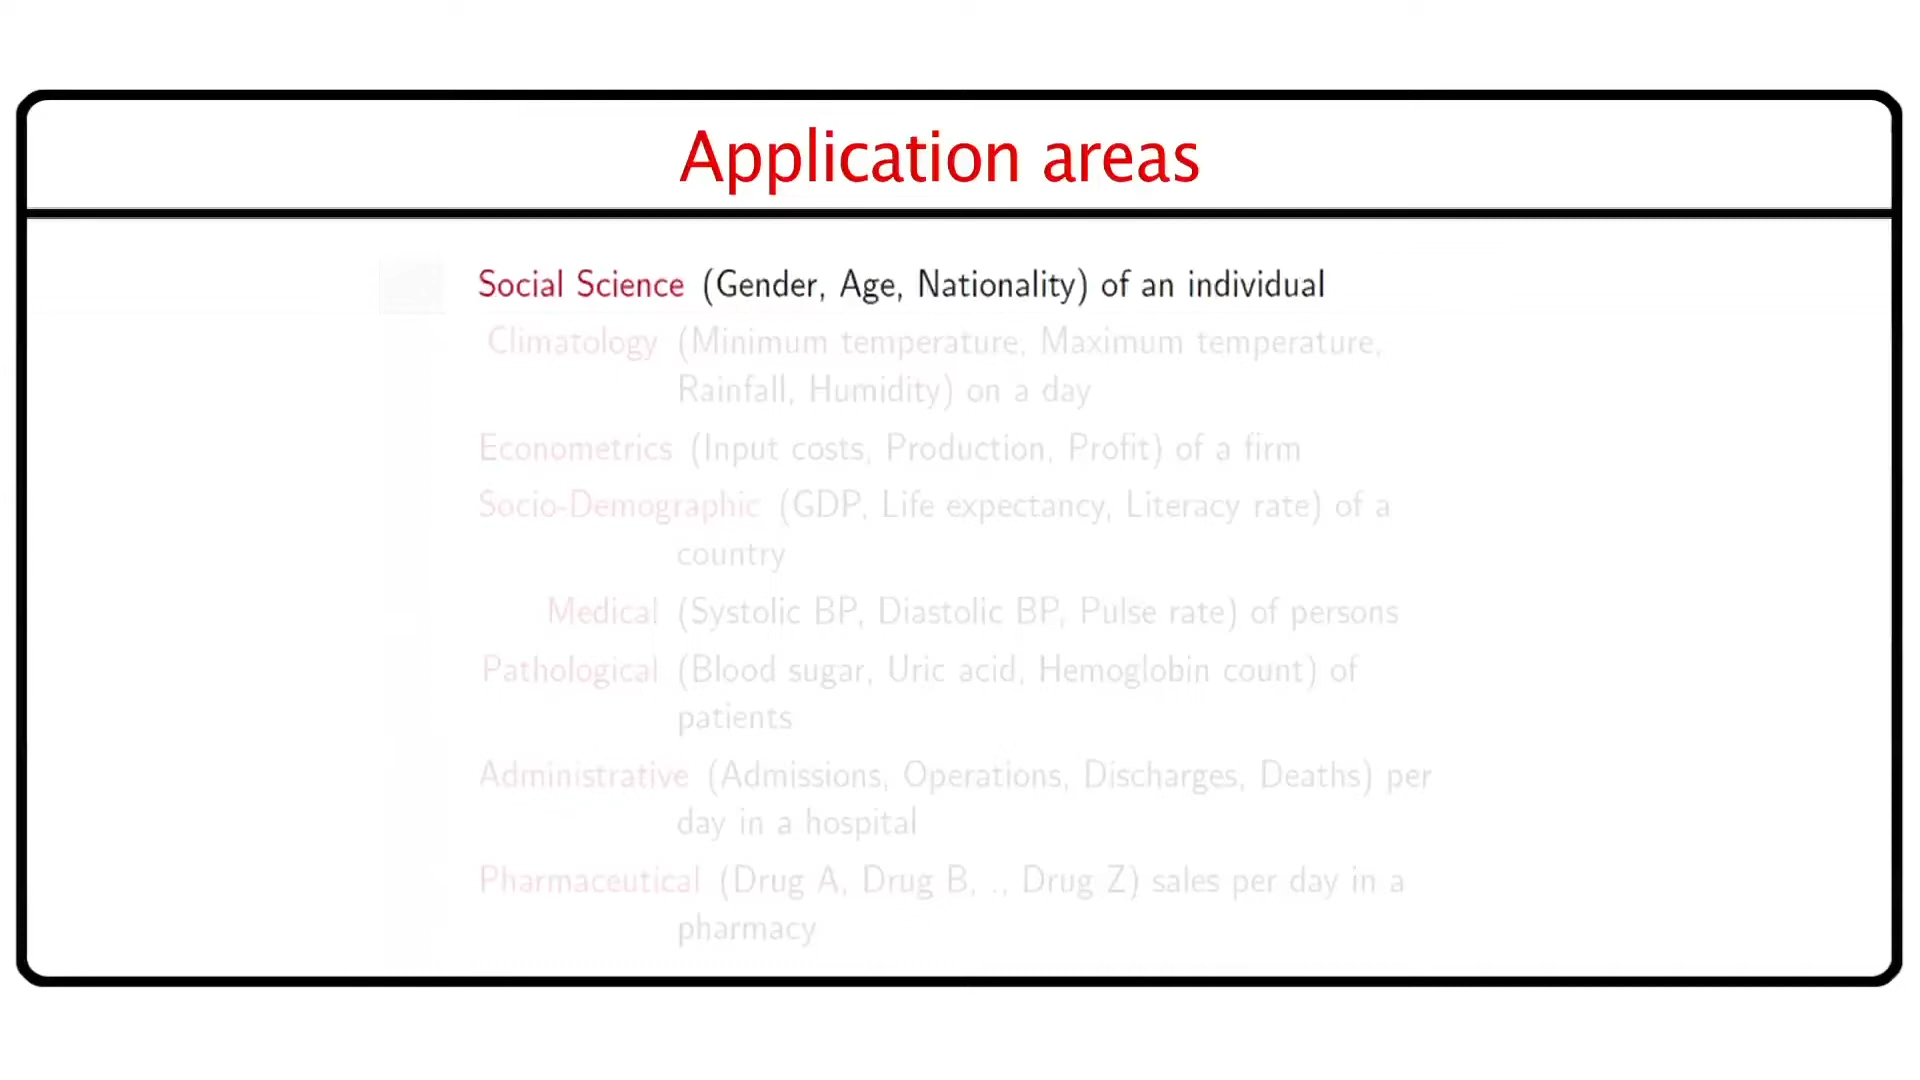 Application areas
Social Science (Gender, Age, Nationality) of an individual
Climatology (Minimum temperature, Maximum temperature,
Rainfall, Humidity) on a day
Econometrics (Input costs, Production, Profit) of a firm
Socio-Demographic (GDP, Life expectancy, Literacy rate) of a
country
Medical (Systolic BP, Diastolic BP, Pulse rate) of persons
Pathological (Blood sugar, Uric acid, Hemoglobin count) of
patients
Administrative (Admissions, Operations, Discharges, Deaths) per
day in a hospital
Pharmaceutical (Drug A, Drug B, ., Drug Z) sales per day in a
pharmacy